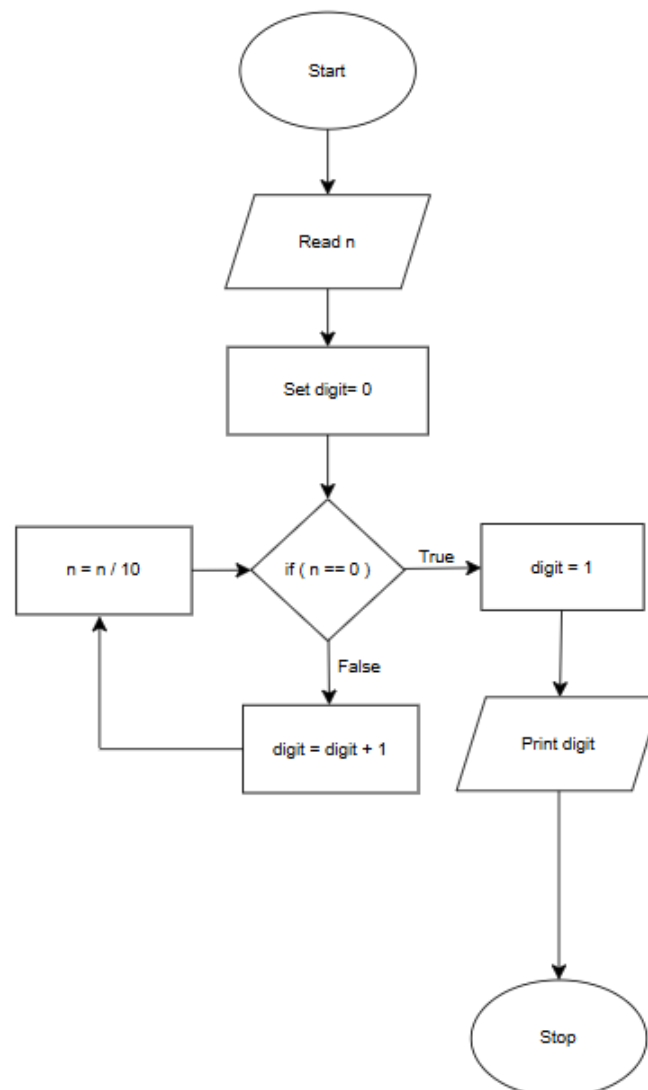 Start
Read n
Set digit= 0
n = n / 10
if ( n == 0 )
True
digit = 1
False
digit = digit + 1
Print digit
Stop